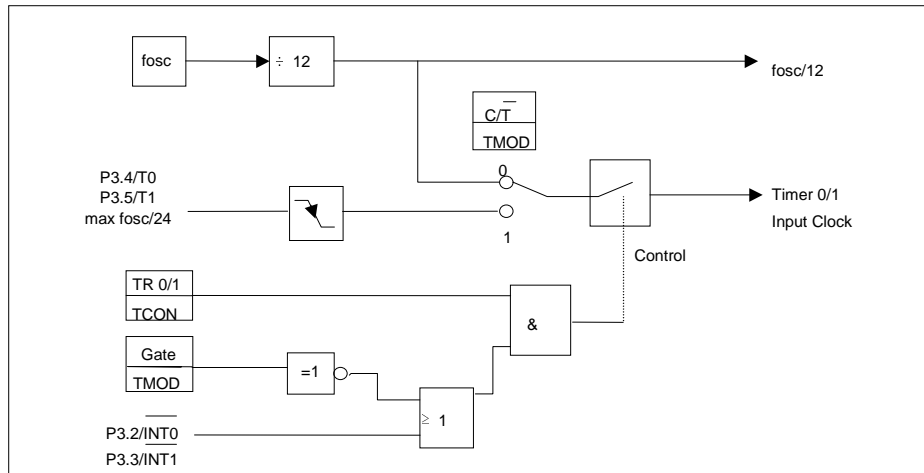 fosc
÷ 12
fosc/12
C/T
TMOD
0
P3.4/T0
P3.5/T1
max fosc/24
1
Timer 0/1
Input Clock
Control
TR 0/1
TCON
&
Gate
TMOD
=1
≥ 1
P3.2/INT0
P3.3/INT1